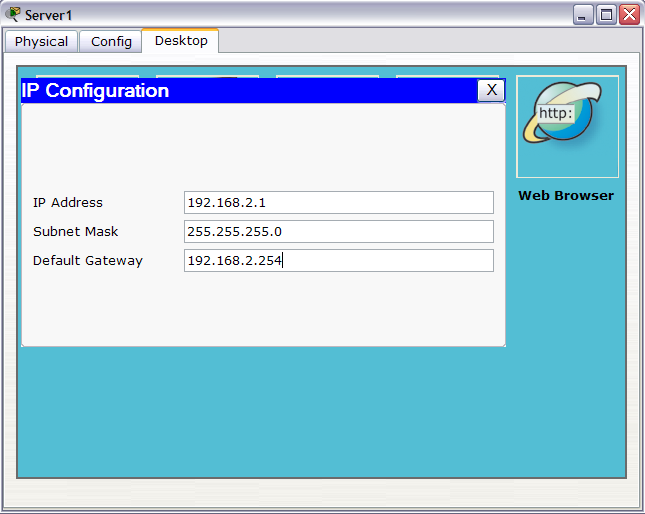 Server1
Physical Config Desktop
IP Configuration X
http:
IP Address 192.168.2.1
Web Browser
Subnet Mask 255.255.255.0
Default Gateway 192.168.2.254